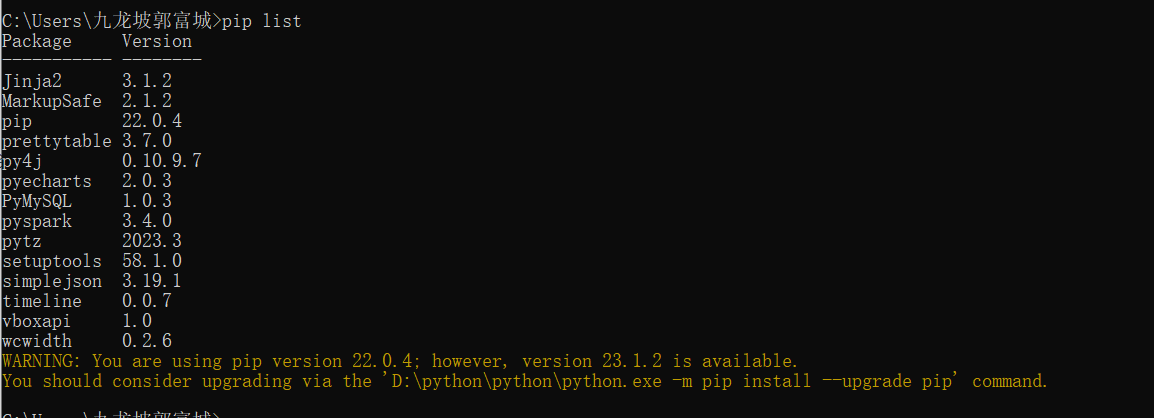 C:\Users\九龙坡郭富城>pip list
Package     Version
----------- --------
Jinja2      3.1.2
MarkupSafe  2.1.2
pip         22.0.4
prettytable 3.7.0
py4j        0.10.9.7
pyecharts   2.0.3
PyMySQL     1.0.3
pyspark     3.4.0
pytz        2023.3
setuptools  58.1.0
simplejson  3.19.1
timeline    0.0.7
vboxapi     1.0
wcwidth     0.2.6
WARNING: You are using pip version 22.0.4; however, version 23.1.2 is available.
You should consider upgrading via the 'D:\python\python\python.exe -m pip install --upgrade pip' command.
C:\Users\九龙坡郭富城>